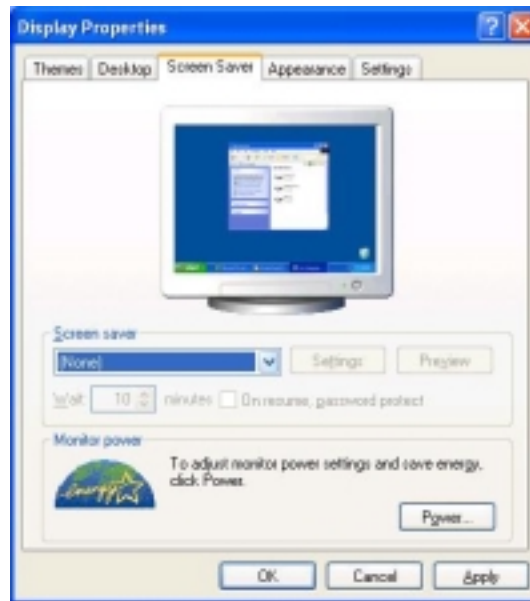 Display Properties
Themes Desktop Screen Saver Appearance Settings
Screen saver
(None) Settings Preview
Wait: 10 minutes On resume, password protect
Monitor power
To adjust monitor power settings and save energy,
click Power.
energy
Power...
OK Cancel Apply